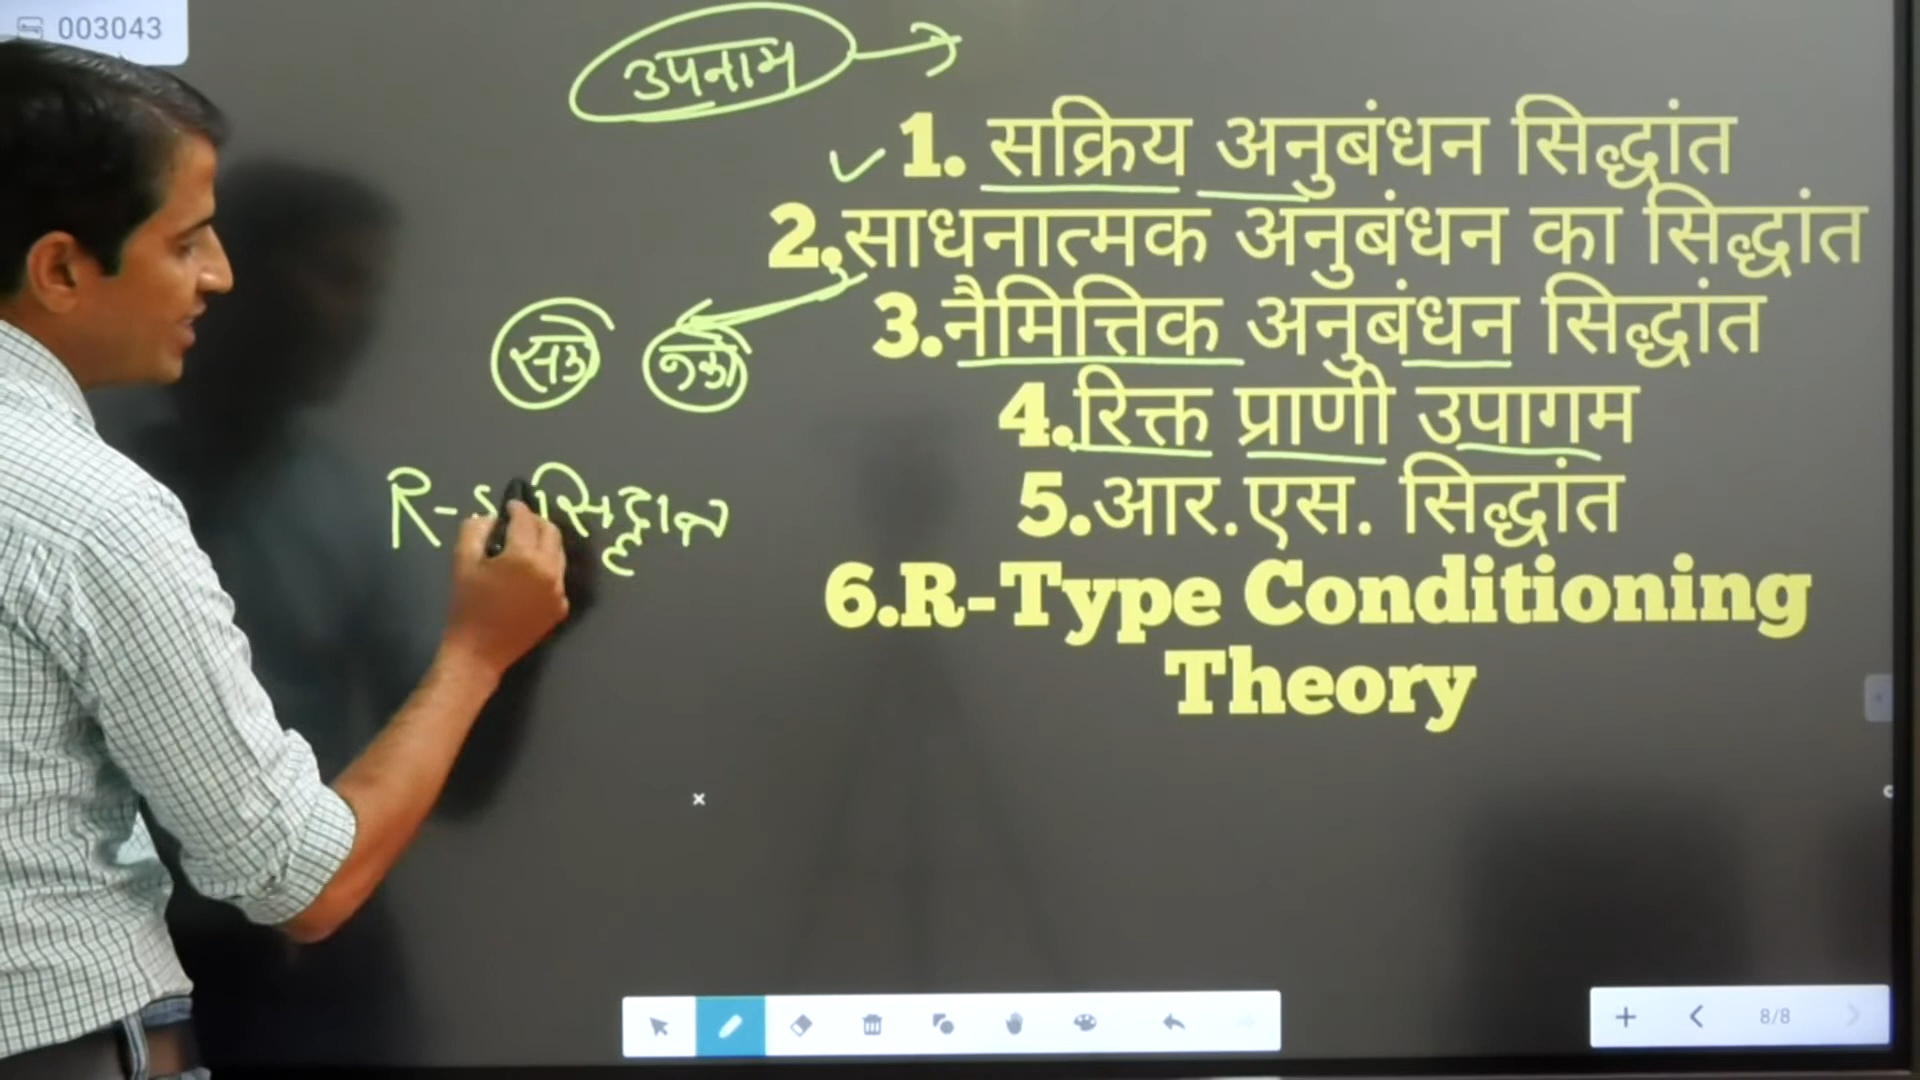 003043
उपनाम
1. सक्रिय अनुबंधन सिद्धांत
2.साधनात्मक अनुबंधन का सिद्धांत
3.नैमित्तिक अनुबंधन सिद्धांत
4.रिक्त प्राणी उपागम
5.आर.एस. सिद्धांत
R- सिद्धान्त
6.R-Type Conditioning
Theory
8/8